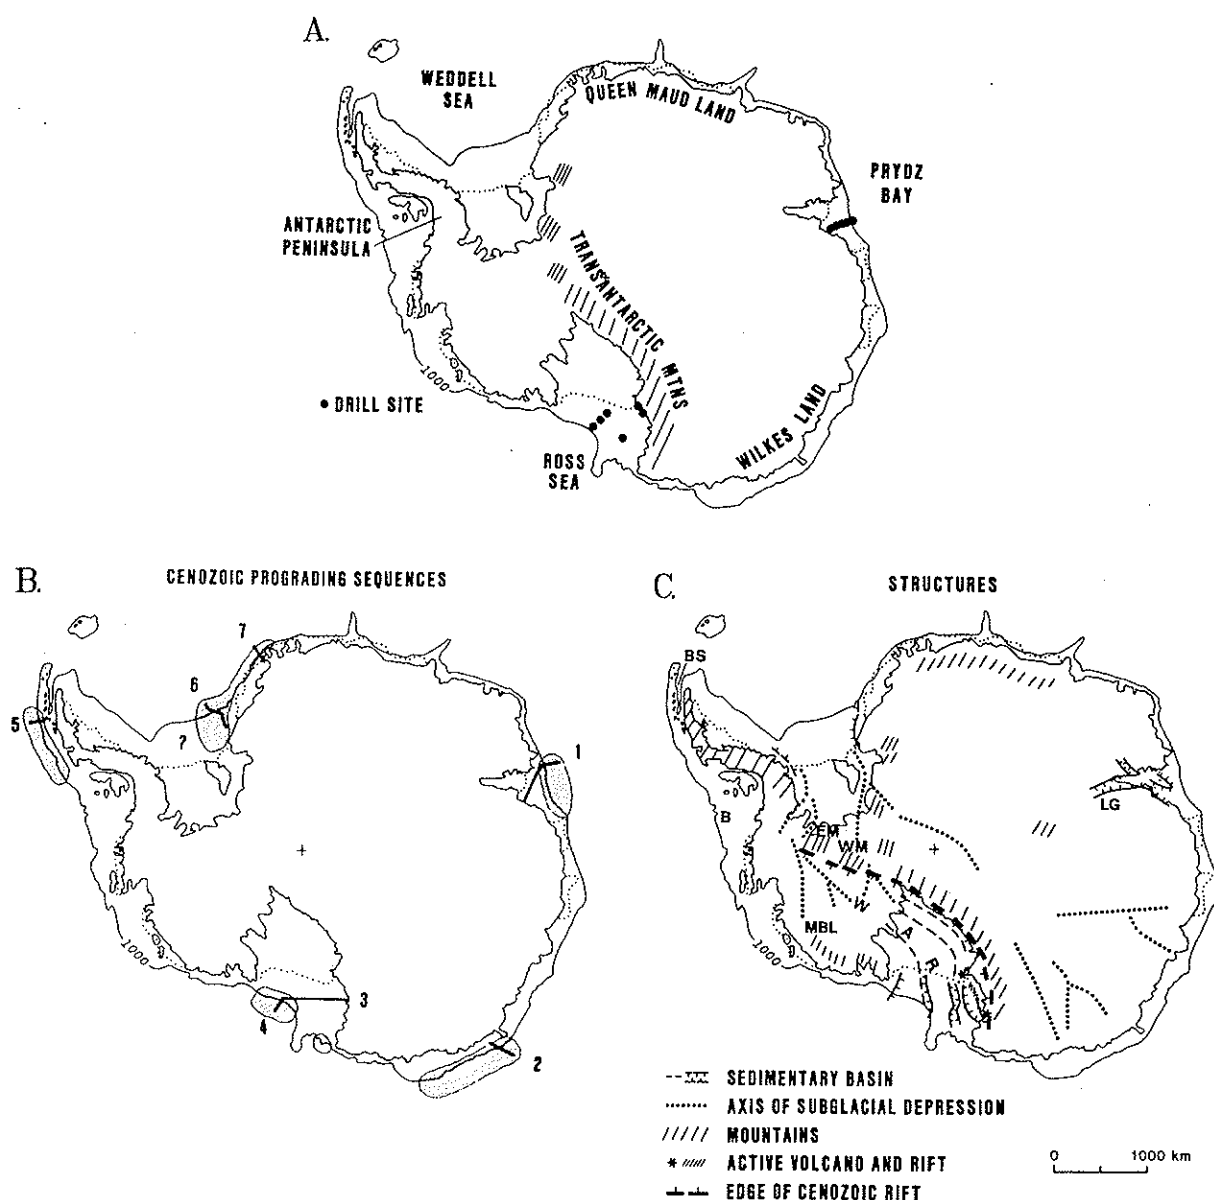 A.
WEDDELL
SEA
QUEEN MAUD LAND
PRYDZ
BAY
ANTARCTIC
PENINSULA
TRANSANTARCTIC MTNS
1000
• DRILL SITE
WILKES LAND
ROSS
SEA
B.
CENOZOIC PROGRADING SEQUENCES
7
6
5
?
1
+
1000
3
4
2
C.
STRUCTURES
BS
LG
B
EM
WM
+
W
MBL
A
R
1000
SEDIMENTARY BASIN
AXIS OF SUBGLACIAL DEPRESSION
MOUNTAINS
* ACTIVE VOLCANO AND RIFT
EDGE OF CENOZOIC RIFT
0 1000 km